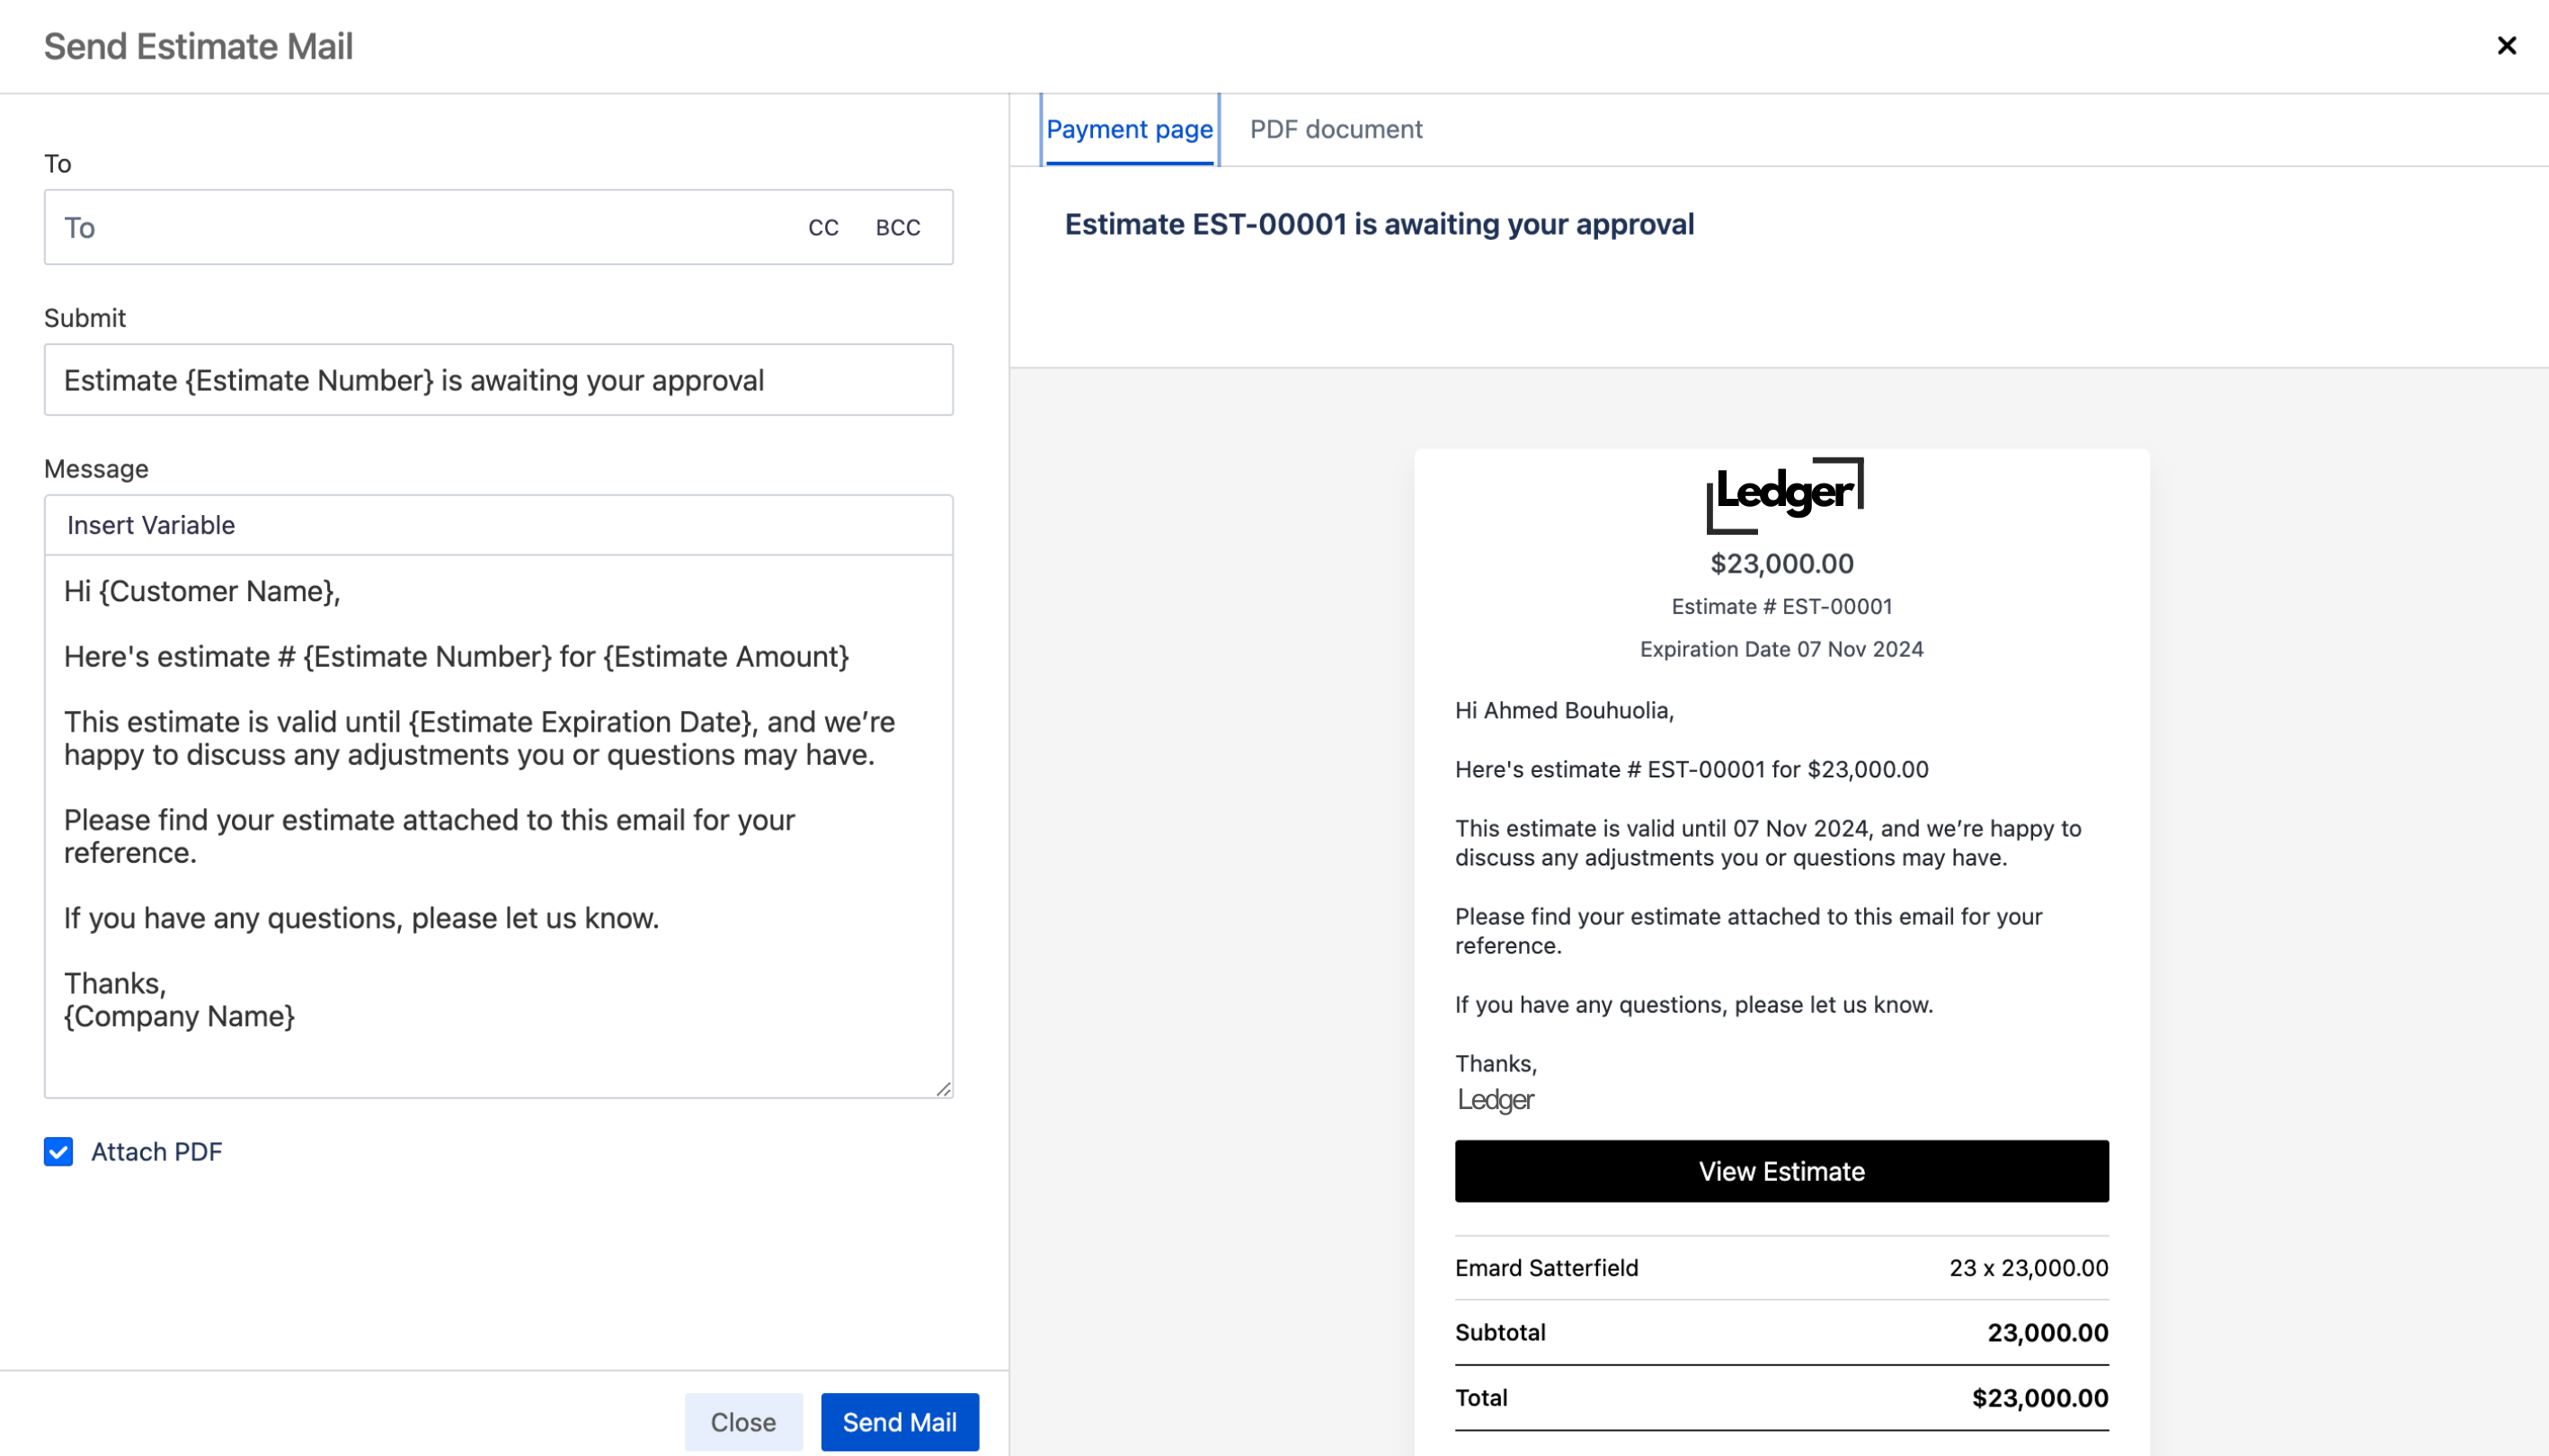 Send Estimate Mail
To
To CC BCC
Submit
Estimate {Estimate Number} is awaiting your approval
Message
Insert Variable
Hi {Customer Name},
Here's estimate # {Estimate Number} for {Estimate Amount}
This estimate is valid until {Estimate Expiration Date}, and we’re
happy to discuss any adjustments you or questions may have.
Please find your estimate attached to this email for your
reference.
If you have any questions, please let us know.
Thanks,
{Company Name}
Attach PDF
Close Send Mail
Payment page PDF document
Estimate EST-00001 is awaiting your approval
Ledger
$23,000.00
Estimate # EST-00001
Expiration Date 07 Nov 2024
Hi Ahmed Bouhuolia,
Here's estimate # EST-00001 for $23,000.00
This estimate is valid until 07 Nov 2024, and we’re happy to
discuss any adjustments you or questions may have.
Please find your estimate attached to this email for your
reference.
If you have any questions, please let us know.
Thanks,
Ledger
View Estimate
Emard Satterfield 23 x 23,000.00
Subtotal 23,000.00
Total $23,000.00